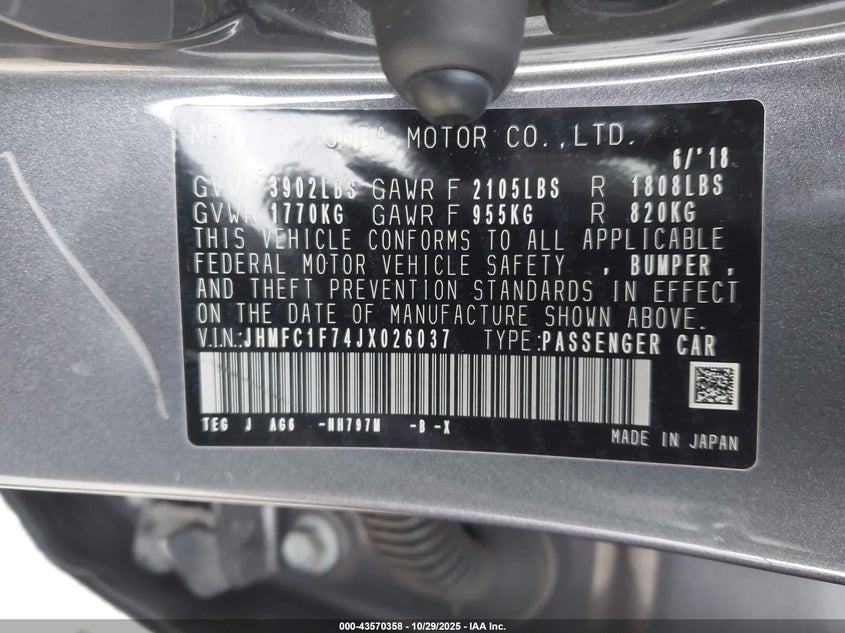 MOTOR CO.,LTD.
6/'18
GVWR 3902LBS GAWR F 2105LBS R 1808LBS
GVWR 1770KG GAWR F 955KG R 820KG
THIS VEHICLE CONFORMS TO ALL APPLICABLE
FEDERAL MOTOR VEHICLE SAFETY , BUMPER ,
AND THEFT PREVENTION STANDARDS IN EFFECT
ON THE DATE OF MANUFACTURE SHOWN ABOVE.
V.I.N.:JHMFC1F74JX026037 TYPE:PASSENGER CAR
TEG J AG6 -NH797M -B -X
MADE IN JAPAN
000-43570358 | 10/29/2025 - IAA Inc.